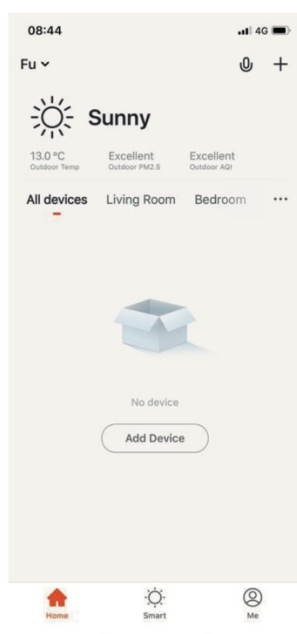 08:44
4G
Fu
Sunny
13.0 °C Excellent Excellent
Outdoor Temp Outdoor PM2.5 Outdoor AQI
All devices Living Room Bedroom ...
No device
Add Device
Home Smart Me